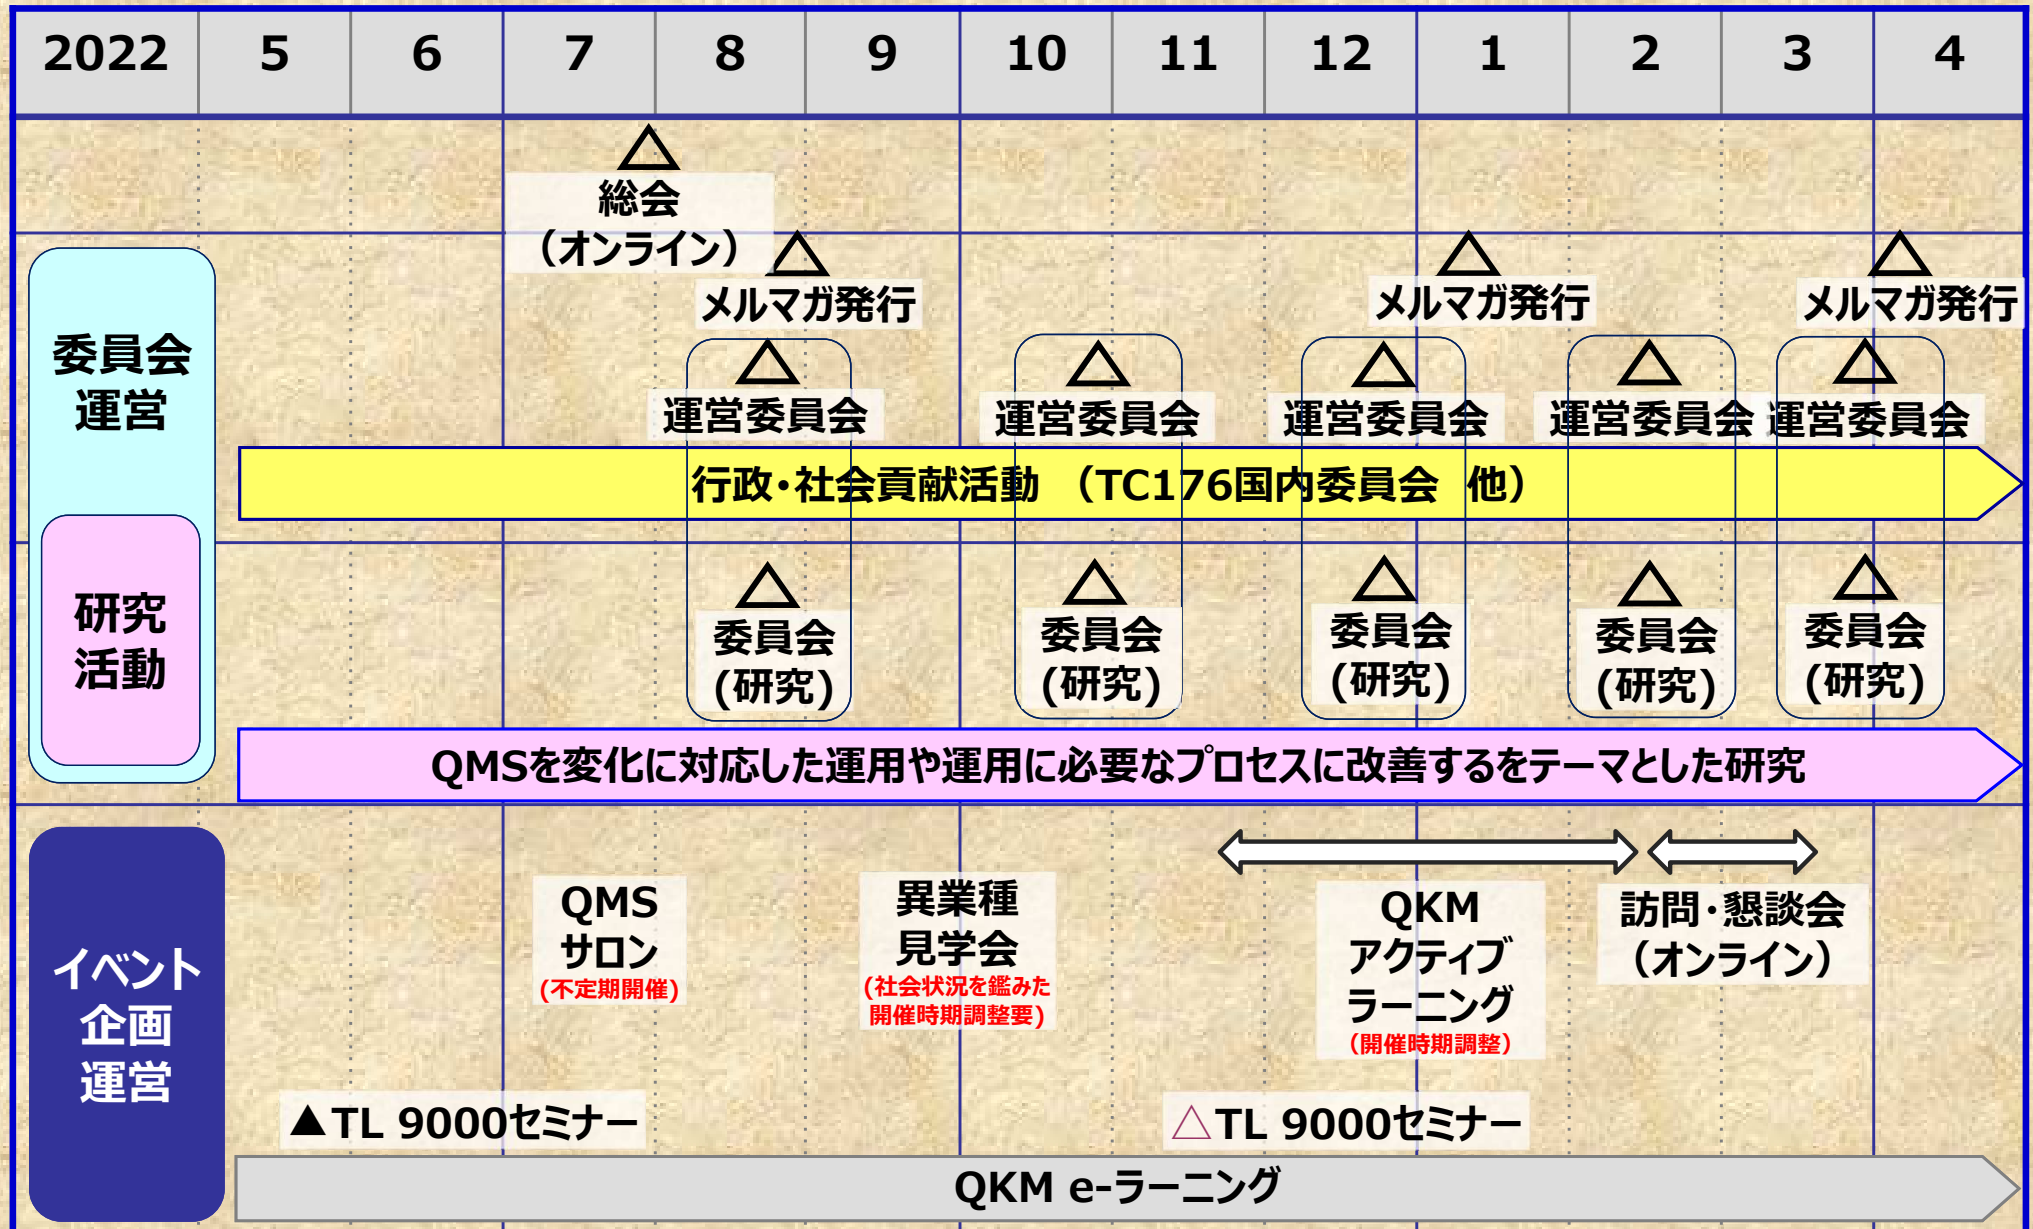 2022 5 6 7 8 9 10 11 12 1 2 3 4
総会
（オンライン）
メルマガ発行 メルマガ発行 メルマガ発行
委員会
運営
運営委員会 運営委員会 運営委員会 運営委員会 運営委員会
行政・社会貢献活動 （TC176国内委員会 他）
研究
活動
委員会 委員会 委員会 委員会 委員会
(研究) (研究) (研究) (研究) (研究)
QMSを変化に対応した運用や運用に必要なプロセスに改善するをテーマとした研究
イベント
企画
運営
QMS
サロン
(不定期開催)
異業種
見学会
(社会状況を鑑みた
開催時期調整要)
QKM
アクティブ
ラーニング
（開催時期調整）
訪問・懇談会
（オンライン）
▲TL 9000セミナー △TL 9000セミナー
QKM e-ラーニング